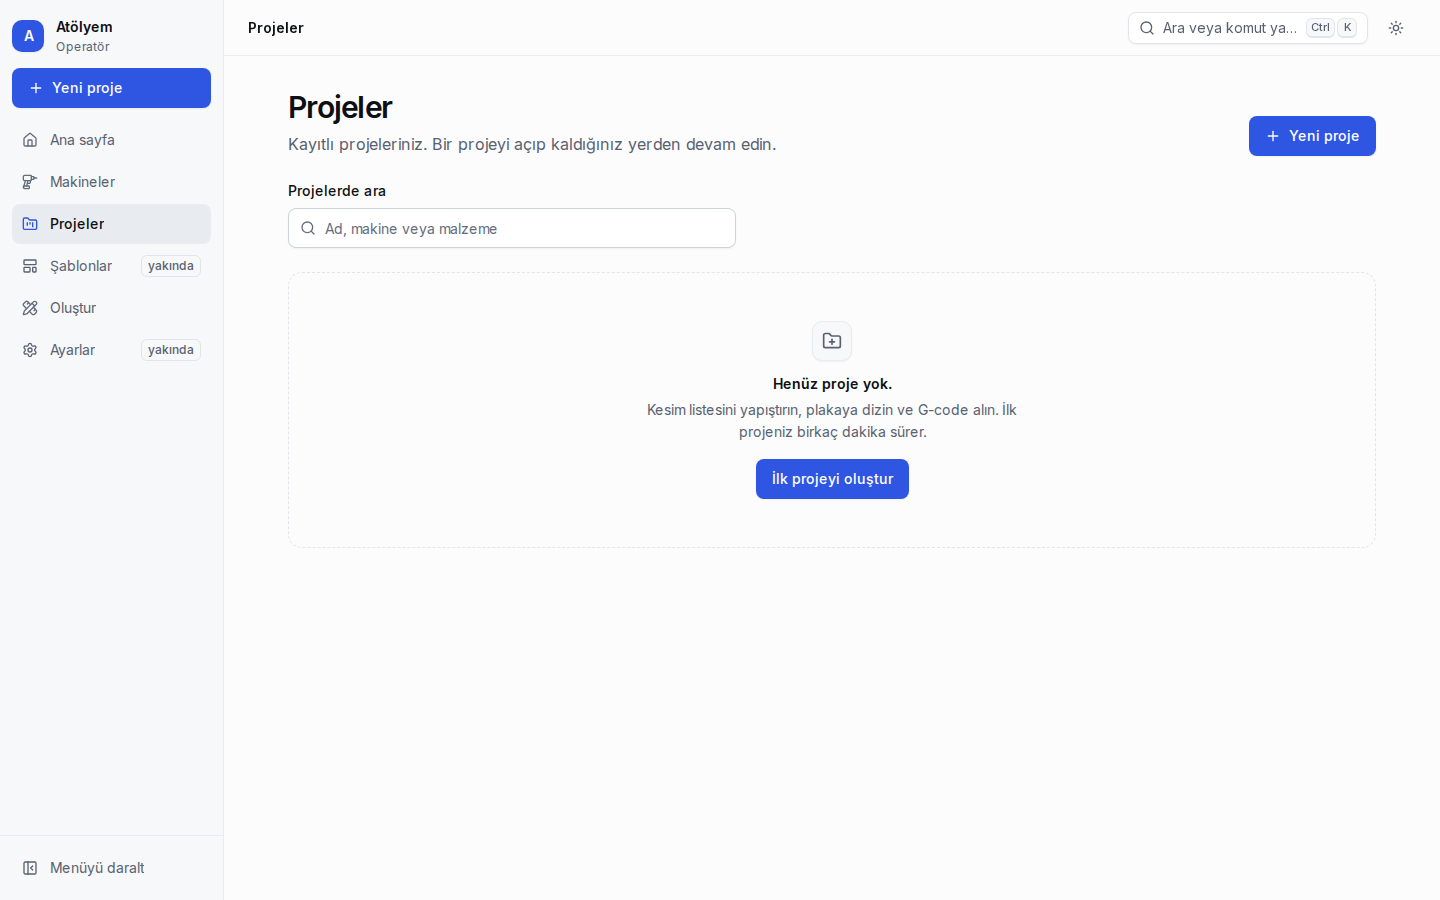 A
Atölyem
Operatör
Yeni proje
Ana sayfa
Makineler
Projeler
Şablonlar yakında
Oluştur
Ayarlar yakında
Menüyü daralt
Projeler
Ara veya komut ya... Ctrl K
Projeler
Kayıtlı projeleriniz. Bir projeyi açıp kaldığınız yerden devam edin.
Yeni proje
Projelerde ara
Ad, makine veya malzeme
Henüz proje yok.
Kesim listesini yapıştırın, plakaya dizin ve G-code alın. İlk
projeniz birkaç dakika sürer.
İlk projeyi oluştur